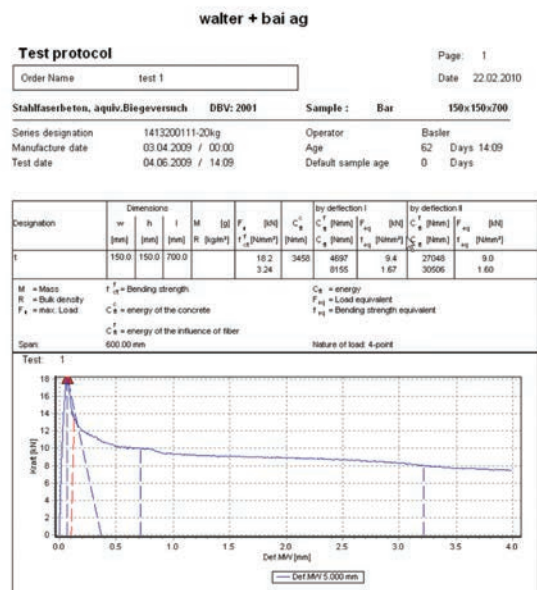 walter + bai ag
Test protocol
Page: 1
Order Name test 1
Date 22.02.2010
Stahlfaserbeton, äquiv.Biegeversuch DBV: 2001 Sample : Bar 150x150x700
Series designation 1413200111-20kg Operator Basler
Manufacture date 03.04.2009 / 00:00 Age 62 Days 14:09
Test date 04.06.2009 / 14:09 Default sample age 0 Days
Dimensions by deflection I by deflection II
Designation w h l M [g] [kN] [Nmm] [kN] [Nmm] [kN]
[mm] [mm] [mm] R [kg/m³] [N/mm²] [Nmm] [Nmm] [N/mm²] [Nmm] [N/mm²]
t 150.0 150.0 700.0 18.2 3458 4697 9.4 27048 9.0
3.24 8155 1.67 30506 1.60
M = Mass = Bending strength = energy
R = Bulk density = energy of the concrete = Load equivalent
= max. Load = energy of the influence of fiber = Bending strength equivalent
Span: 600.00 mm Nature of load: 4-point
Test: 1
Kraft [kN]
18
16
14
12
10
8
6
4
2
0
0.0 0.5 1.0 1.5 2.0 2.5 3.0 3.5 4.0
Def.MW [mm]
Def.MW 5.000 mm